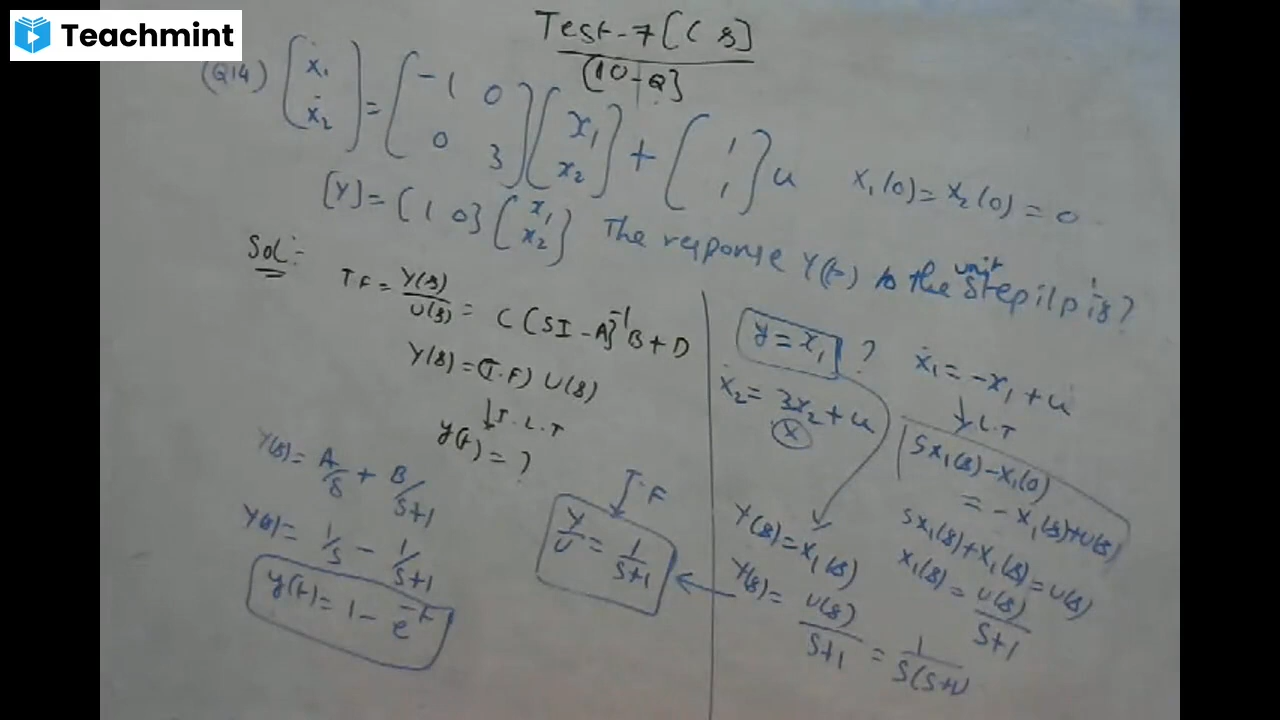 Teachmint
Test-7 [C s]
(10-Q)
(Q14) [ẋ₁ ẋ₂] = [-1 0 0 3] [x₁ x₂] + [1 1] u x₁(0) = x₂(0) = 0
[Y] = [1 0] [x₁ x₂] The response Y(t) to the unit step i/p is?
Sol:-
T F = Y(s)/U(s) = C [SI - A]⁻¹ B + D
Y(s) = (T.F) U(s)
↓ I.L.T
y(t) = ?
Y(s) = A/s + B/s+1
Y(s) = 1/s - 1/s+1
y(t) = 1 - e⁻ᵗ
T.F
Y/U = 1/s+1
y = x₁ ?
ẋ₂ = 3x₂ + u
x
ẋ₁ = -x₁ + u
↓ L.T
Sx₁(s) - x₁(0)
= -x₁(s) + U(s)
Sx₁(s) + x₁(s) = U(s)
x₁(s) = U(s)/S+1
Y(s) = x₁(s)
Y(s) = U(s)/S+1 = 1/S(S+1)